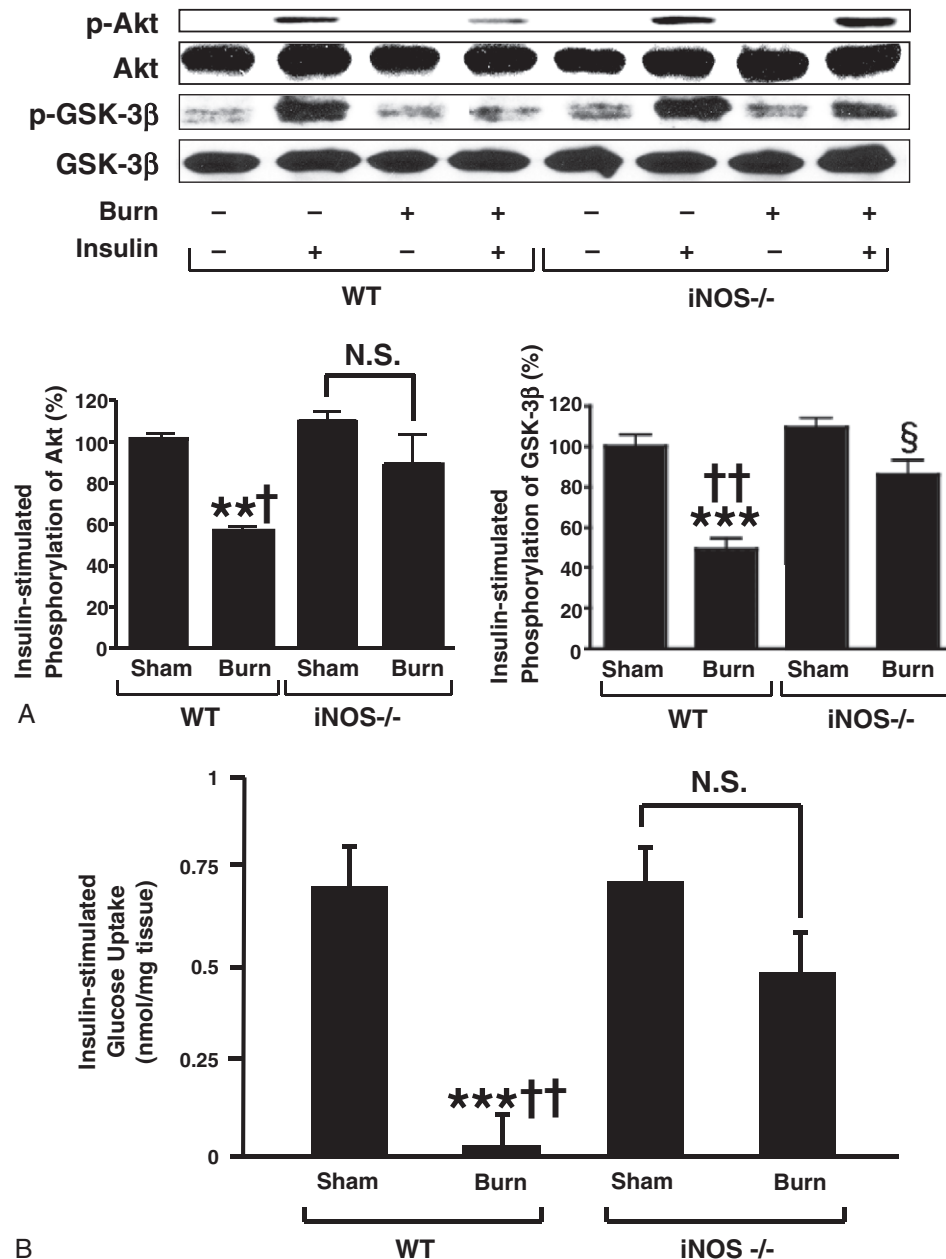 p-Akt
Akt
p-GSK-3β
GSK-3β
Burn − − + + − − + +
Insulin − + − + − + − +
WT iNOS-/-
Insulin-stimulated
Phosphorylation of Akt (%)
120
100
80
60
40
20
0
**†
N.S.
Sham Burn Sham Burn
WT iNOS-/-
Insulin-stimulated
Phosphorylation of GSK-3β (%)
120
100
80
60
40
20
0
††
***
§
Sham Burn Sham Burn
WT iNOS-/-
A
Insulin-stimulated
Glucose Uptake
(nmol/mg tissue)
1
0.75
0.5
0.25
0
***††
N.S.
Sham Burn Sham Burn
WT iNOS -/-
B